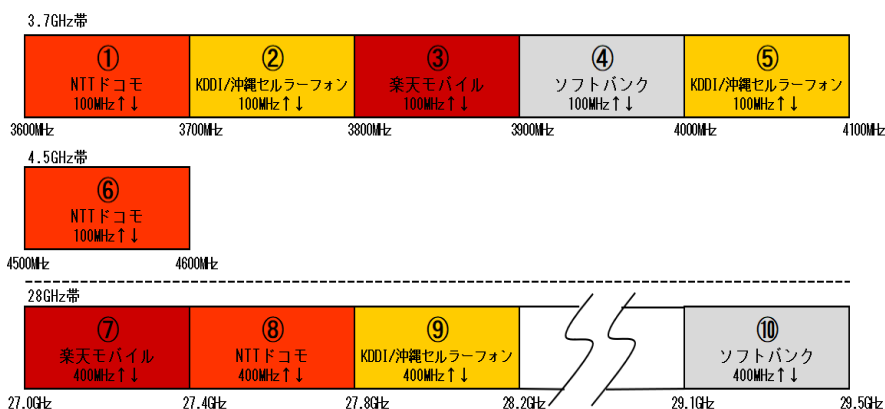 3.7GHz帯
① ② ③ ④ ⑤
NTTドコモ KDDI/沖縄セルラーフォン 楽天モバイル ソフトバンク KDDI/沖縄セルラーフォン
100MHz↑↓ 100MHz↑↓ 100MHz↑↓ 100MHz↑↓ 100MHz↑↓
3600MHz 3700MHz 3800MHz 3900MHz 4000MHz 4100MHz
4.5GHz帯
⑥
NTTドコモ
100MHz↑↓
4500MHz 4600MHz
28GHz帯
⑦ ⑧ ⑨ ⑩
楽天モバイル NTTドコモ KDDI/沖縄セルラーフォン ソフトバンク
400MHz↑↓ 400MHz↑↓ 400MHz↑↓ 400MHz↑↓
27.0GHz 27.4GHz 27.8GHz 28.2GHz 29.1GHz 29.5GHz